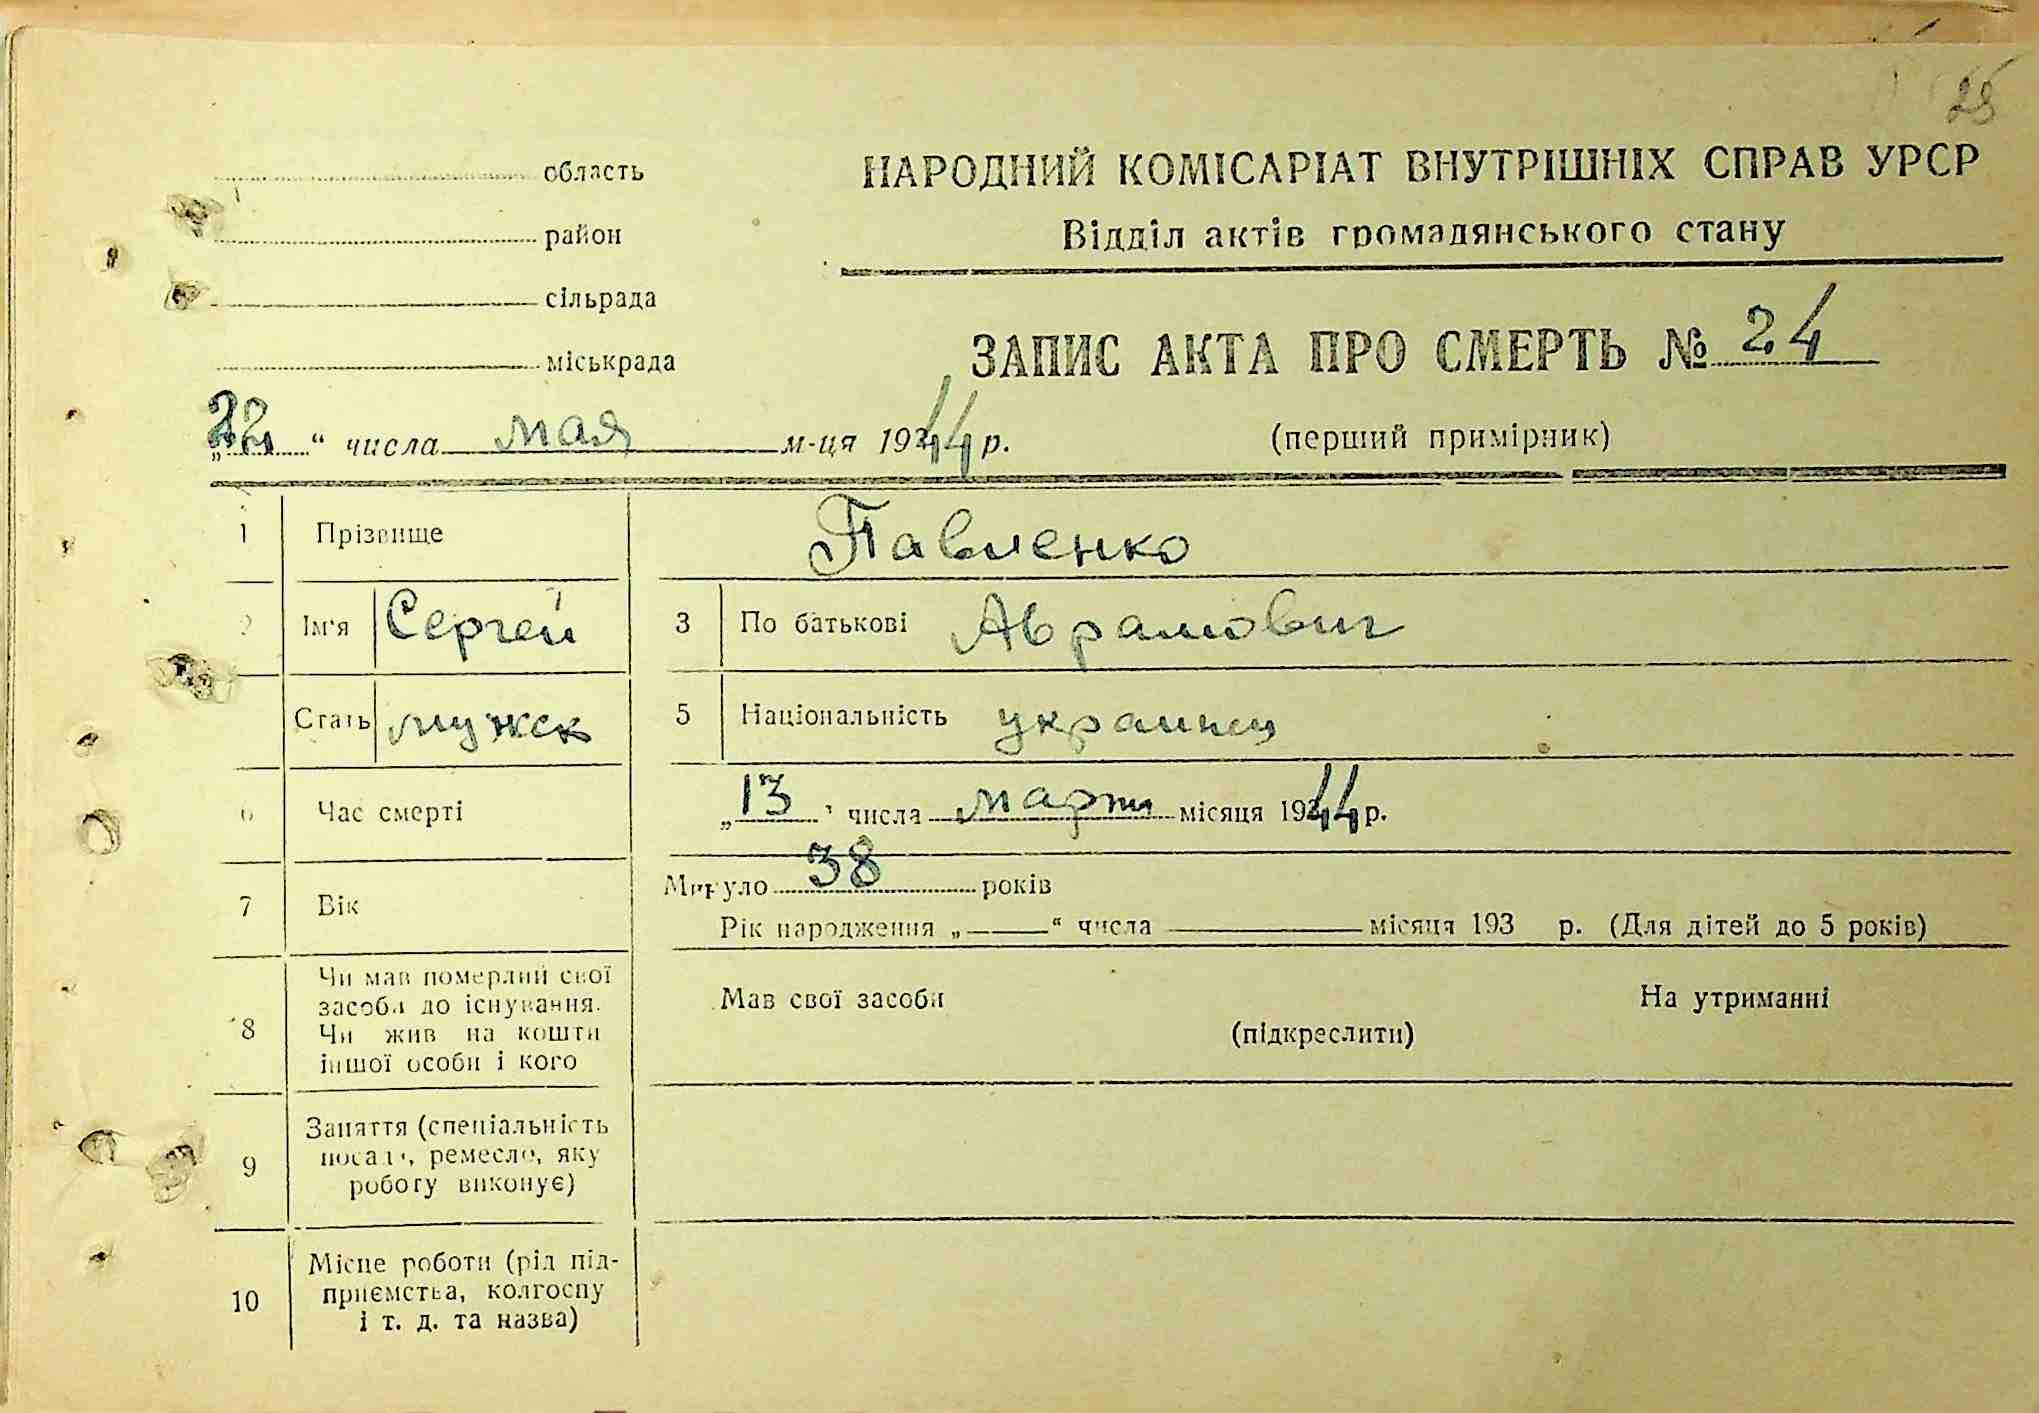 25
область
район
сільрада
міськрада
НАРОДНИЙ КОМІСАРІАТ ВНУТРІШНІХ СПРАВ УРСР
Відділ актів громадянського стану
ЗАПИС АКТА ПРО СМЕРТЬ № 24
(перший примірник)
„22“ числа мая м-ця 1944 р.
1 Прізвище Павленко
2 Ім'я Сергей 3 По батькові Аврамович
Стать мужск 5 Національність украинец
6 Час смерті „13“ числа марта місяця 1944 р.
7 Вік Минуло 38 років
Рік народження „ “ числа місяця 193 р. (Для дітей до 5 років)
8 Чи мав померлий свої
засоби до існування.
Чи жив на кошти
іншої особи і кого
Мав свої засоби На утриманні
(підкреслити)
9 Заняття (спеціальність
посада, ремесло, яку
роботу виконує)
10 Місце роботи (рід під-
приємства, колгоспу
і т. д. та назва)